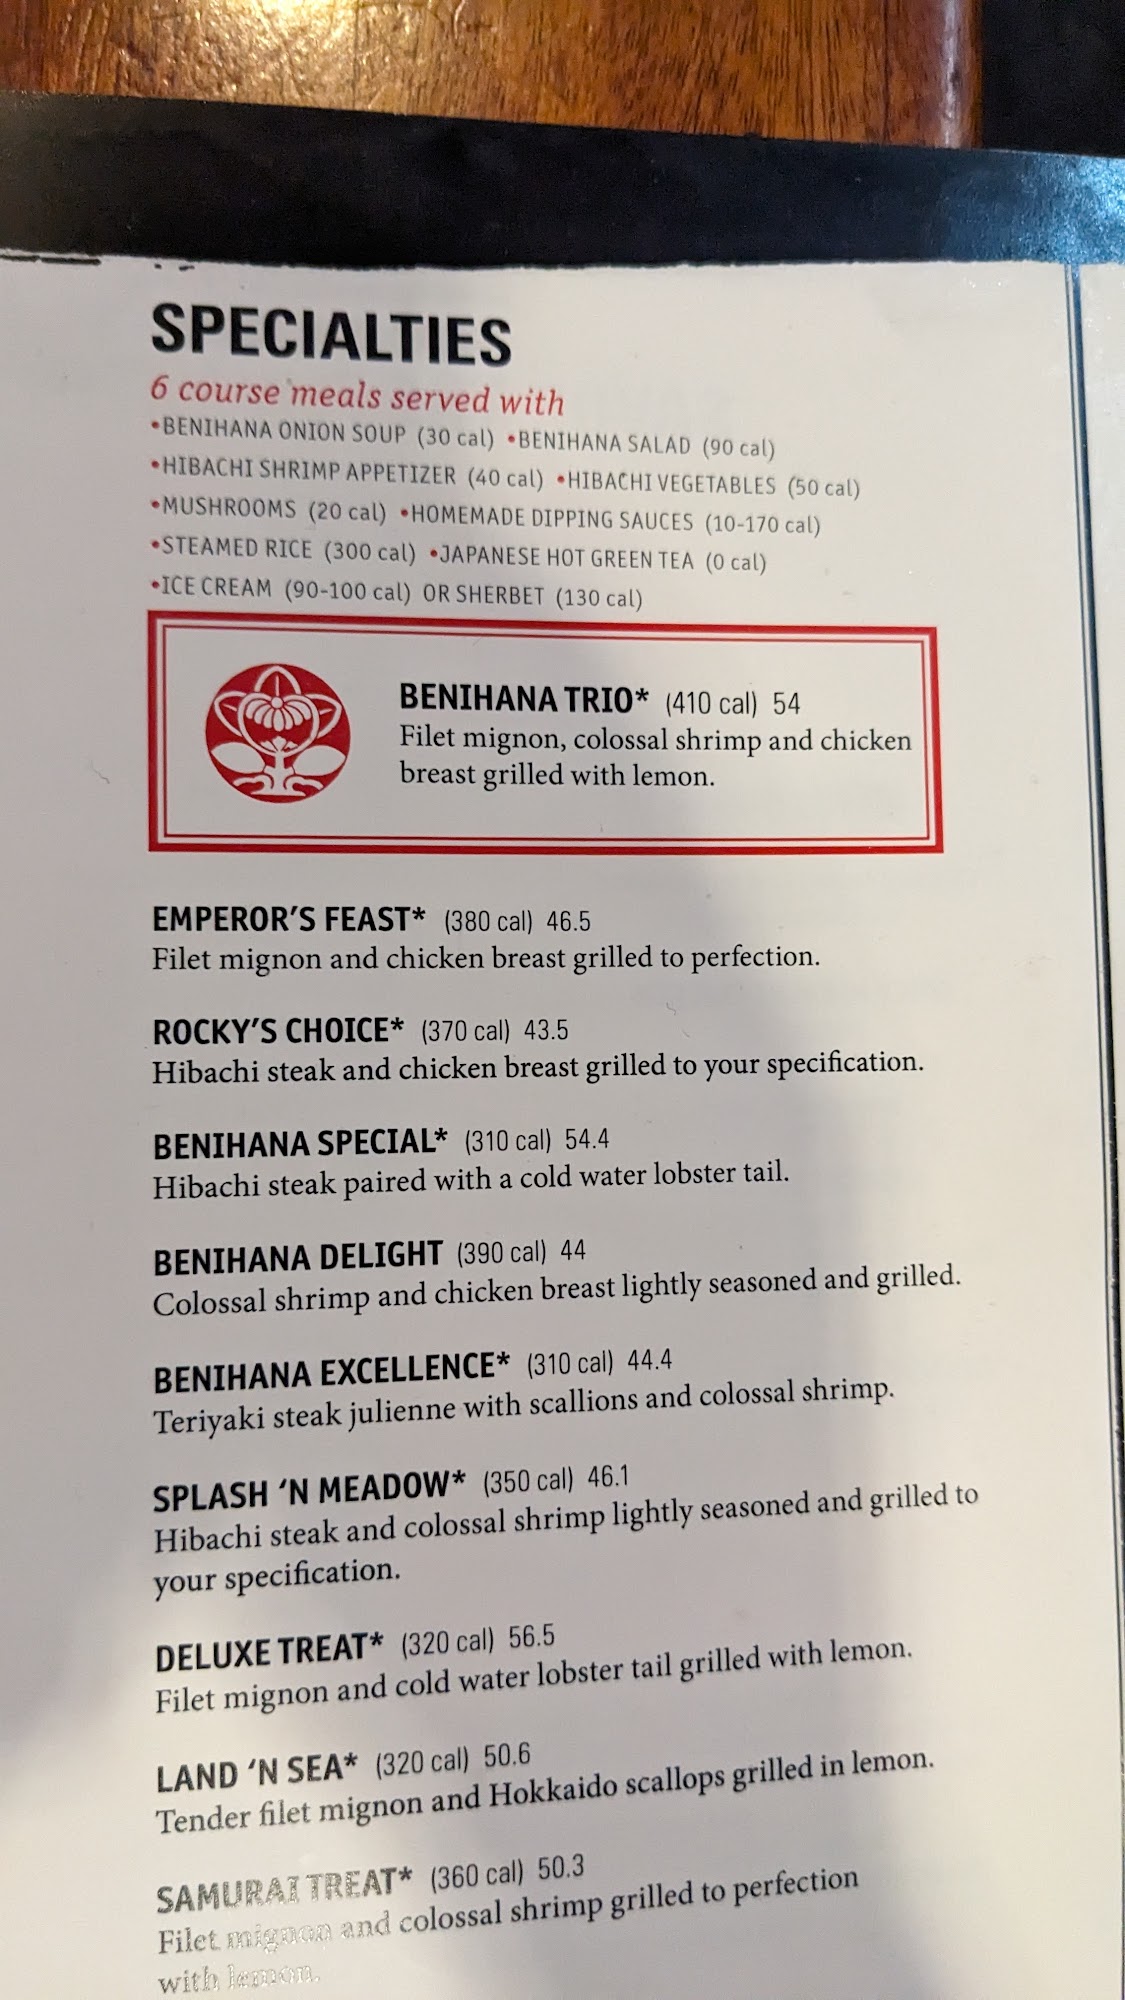 SPECIALTIES
6 course meals served with
•BENIHANA ONION SOUP (30 cal) •BENIHANA SALAD (90 cal)
•HIBACHI SHRIMP APPETIZER (40 cal) •HIBACHI VEGETABLES (50 cal)
•MUSHROOMS (20 cal) •HOMEMADE DIPPING SAUCES (10-170 cal)
•STEAMED RICE (300 cal) •JAPANESE HOT GREEN TEA (0 cal)
•ICE CREAM (90-100 cal) OR SHERBET (130 cal)
BENIHANA TRIO* (410 cal) 54
Filet mignon, colossal shrimp and chicken
breast grilled with lemon.
EMPEROR'S FEAST* (380 cal) 46.5
Filet mignon and chicken breast grilled to perfection.
ROCKY'S CHOICE* (370 cal) 43.5
Hibachi steak and chicken breast grilled to your specification.
BENIHANA SPECIAL* (310 cal) 54.4
Hibachi steak paired with a cold water lobster tail.
BENIHANA DELIGHT (390 cal) 44
Colossal shrimp and chicken breast lightly seasoned and grilled.
BENIHANA EXCELLENCE* (310 cal) 44.4
Teriyaki steak julienne with scallions and colossal shrimp.
SPLASH 'N MEADOW* (350 cal) 46.1
Hibachi steak and colossal shrimp lightly seasoned and grilled to
your specification.
DELUXE TREAT* (320 cal) 56.5
Filet mignon and cold water lobster tail grilled with lemon.
LAND 'N SEA* (320 cal) 50.6
Tender filet mignon and Hokkaido scallops grilled in lemon.
SAMURAI TREAT* (360 cal) 50.3
Filet mignon and colossal shrimp grilled to perfection
with lemon.